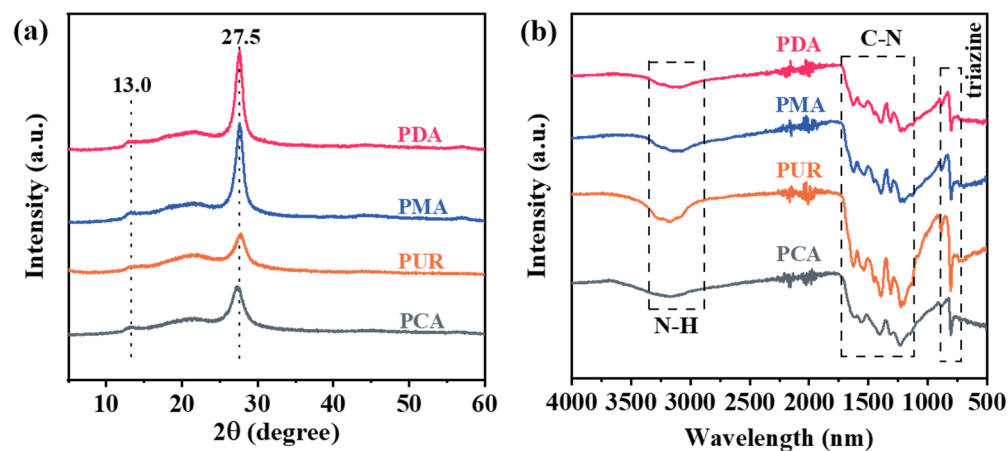 (a)
27.5
13.0
PDA
PMA
PUR
PCA
Intensity (a.u.)
10 20 30 40 50 60
2θ (degree)
(b)
PDA
C-N
triazine
PMA
PUR
PCA
N-H
Intensity (a.u.)
4000 3500 3000 2500 2000 1500 1000 500
Wavelength (nm)